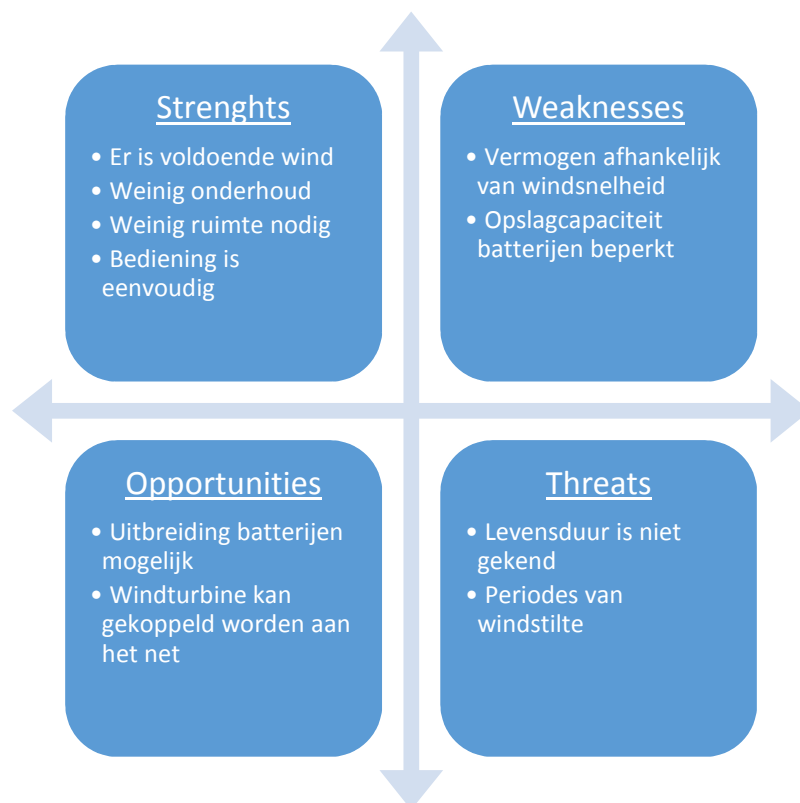 Strenghts
• Er is voldoende wind
• Weinig onderhoud
• Weinig ruimte nodig
• Bediening is
eenvoudig
Weaknesses
• Vermogen afhankelijk
van windsnelheid
• Opslagcapaciteit
batterijen beperkt
Opportunities
• Uitbreiding batterijen
mogelijk
• Windturbine kan
gekoppeld worden aan
het net
Threats
• Levensduur is niet
gekend
• Periodes van
windstilte